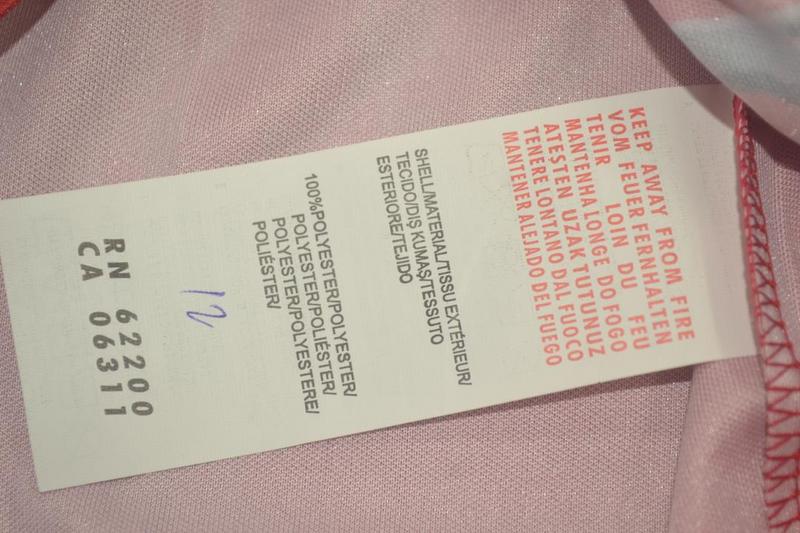 KEEP AWAY FROM FIRE
VOM FEUER FERNHALTEN
TENIR LOIN DU FEU
MANTENHA LONGE DO FOGO
ATEŞTEN UZAK TUTUNUZ
TENERE LONTANO DAL FUOCO
MANTENER ALEJADO DEL FUEGO
SHELL/MATERIAL/TISSU EXTÉRIEUR/
TECIDO/DIŞ KUMAŞ/TESSUTO
ESTERIORE/TEJIDO
100%POLYESTER/POLYESTER/
POLYESTER/POLIÉSTER/
POLYESTER/POLYESTERE/
POLIÉSTER/
12
RN 62200
CA 06311